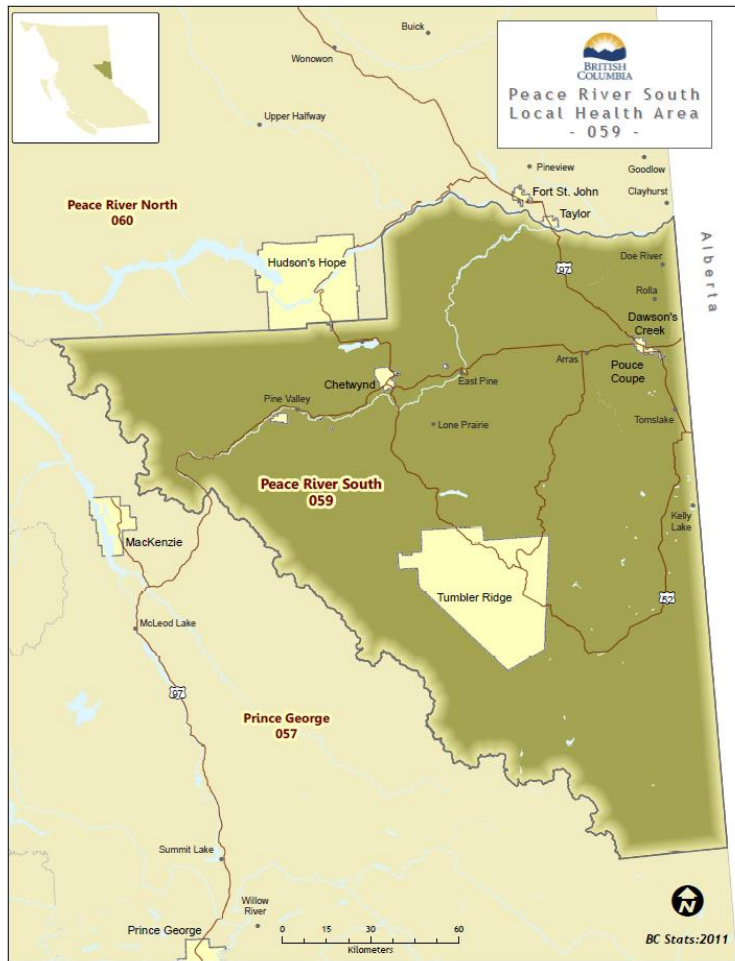 Buick
Wonowon
BRITISH
COLUMBIA
Peace River South
Local Health Area
- 059 -
Upper Halfway
Pineview
Goodlow
Fort St. John
Clayhurst
Peace River North
060
Taylor
Alberta
Hudson's Hope
97
Doe River
Rolla
Dawson's
Creek
Arras
Pouce
Coupe
Chetwynd
East Pine
Pine Valley
Tomslake
Lone Prairie
Peace River South
059
Kelly
Lake
MacKenzie
Tumbler Ridge
52
McLeod Lake
97
Prince George
057
Summit Lake
Willow
River
Prince George
0 15 30 60
Kilometers
N
BC Stats:2011